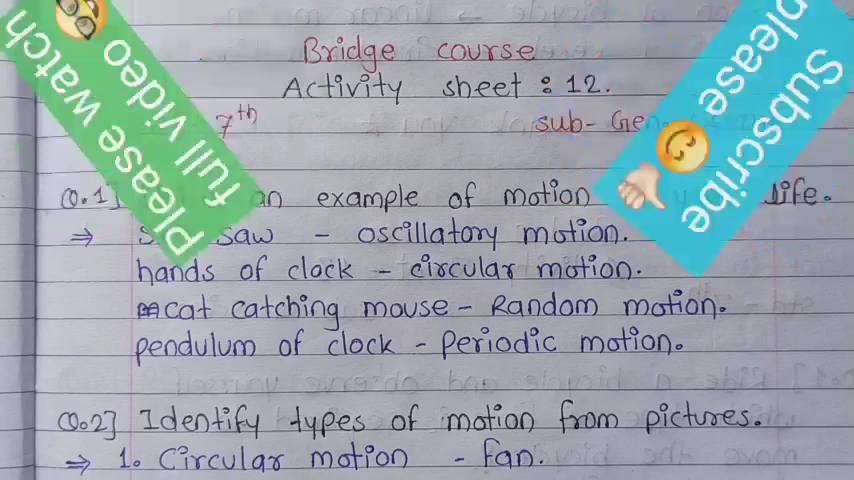 please watch
full video
Subscribe
please
Bridge course
Activity sheet : 12.
7th
sub- Gen
Q.1] an example of motion life.
⇒ saw - oscillatory motion.
hands of clock - circular motion.
cat catching mouse - Random motion.
pendulum of clock - Periodic motion.
Q.2] Identify types of motion from pictures.
⇒ 1. Circular motion - fan.